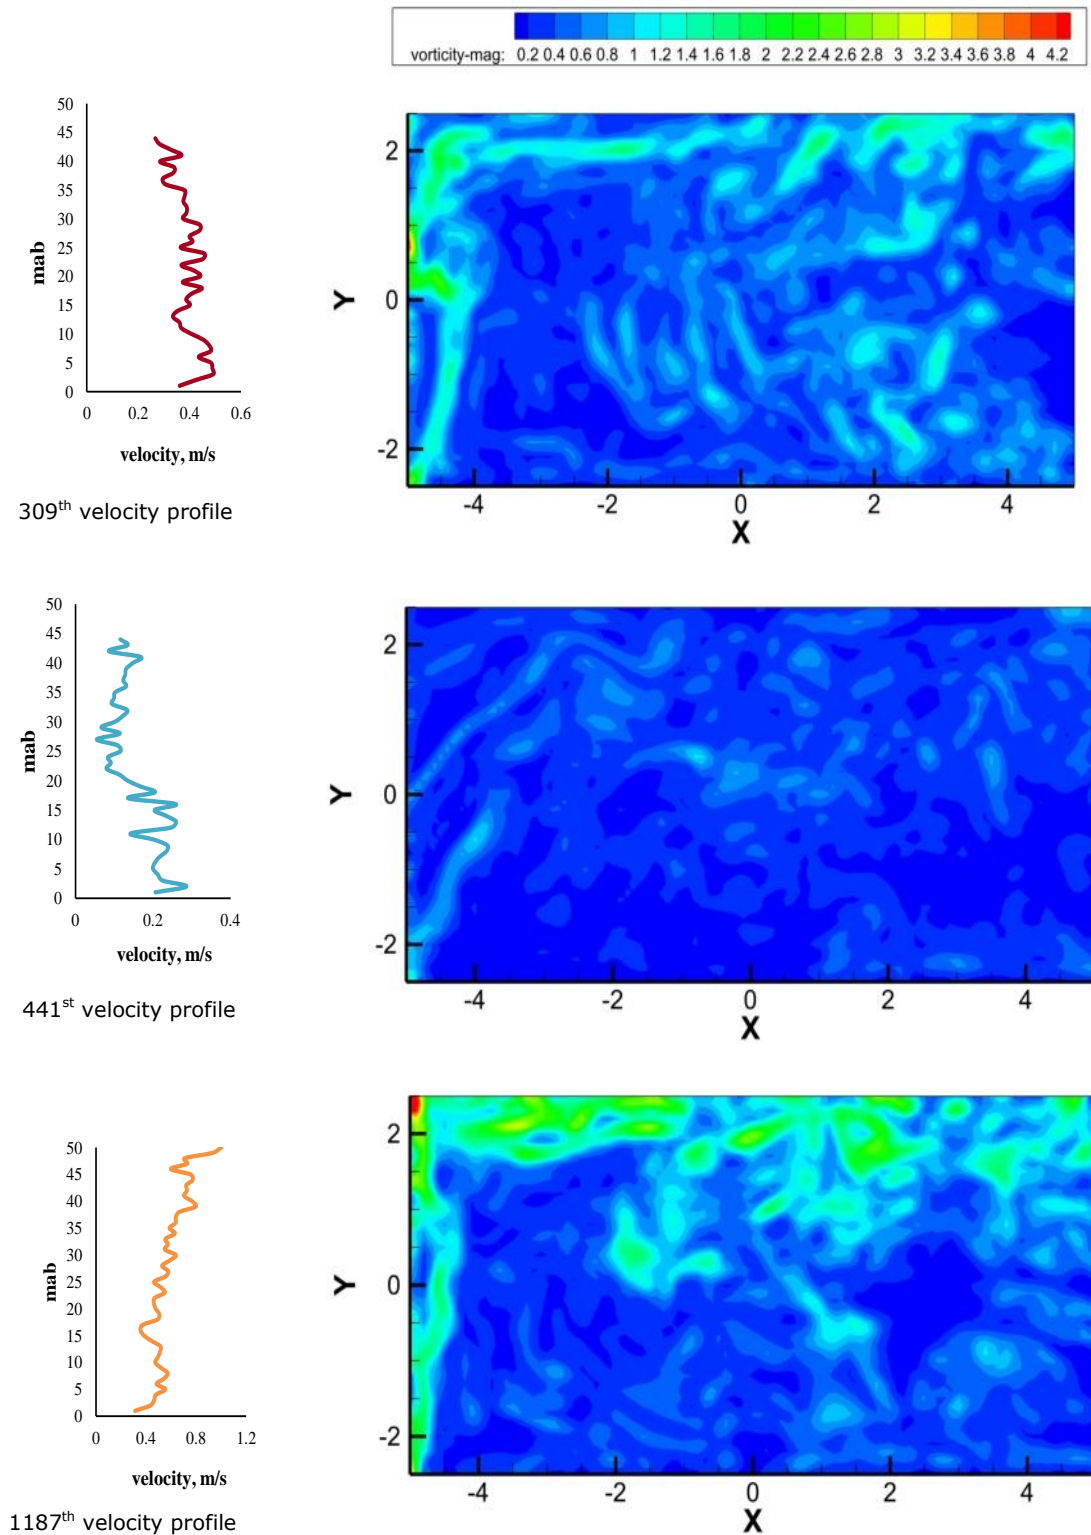 vorticity-mag: 0.2 0.4 0.6 0.8 1 1.2 1.4 1.6 1.8 2 2.2 2.4 2.6 2.8 3 3.2 3.4 3.6 3.8 4 4.2
50
45
40
35
30
25
20
15
10
5
0
mab
0 0.2 0.4 0.6
velocity, m/s
309th velocity profile
2
0
-2
Y
-4 -2 0 2 4
X
50
45
40
35
30
25
20
15
10
5
0
mab
0 0.2 0.4
velocity, m/s
441st velocity profile
2
0
-2
Y
-4 -2 0 2 4
X
50
45
40
35
30
25
20
15
10
5
0
mab
0 0.4 0.8 1.2
velocity, m/s
1187th velocity profile
2
0
-2
Y
-4 -2 0 2 4
X